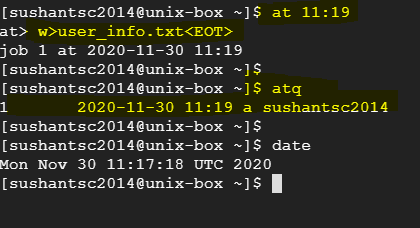 [sushantsc2014@unix-box ~]$ at 11:19
at> w>user_info.txt<EOT>
job 1 at 2020-11-30 11:19
[sushantsc2014@unix-box ~]$
[sushantsc2014@unix-box ~]$ atq
1       2020-11-30 11:19 a sushantsc2014
[sushantsc2014@unix-box ~]$
[sushantsc2014@unix-box ~]$ date
Mon Nov 30 11:17:18 UTC 2020
[sushantsc2014@unix-box ~]$